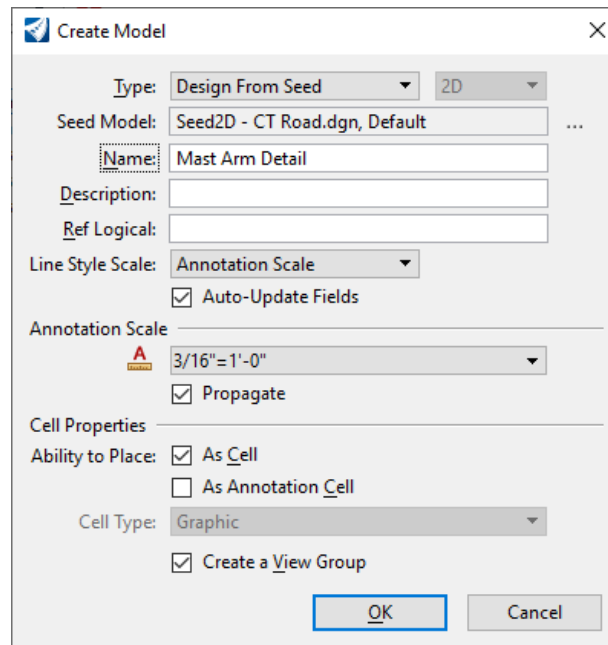 Create Model
Type: Design From Seed 2D
Seed Model: Seed2D - CT Road.dgn, Default ...
Name: Mast Arm Detail
Description:
Ref Logical:
Line Style Scale: Annotation Scale
Auto-Update Fields
Annotation Scale
A 3/16"=1'-0"
Propagate
Cell Properties
Ability to Place: As Cell
As Annotation Cell
Cell Type: Graphic
Create a View Group
OK Cancel